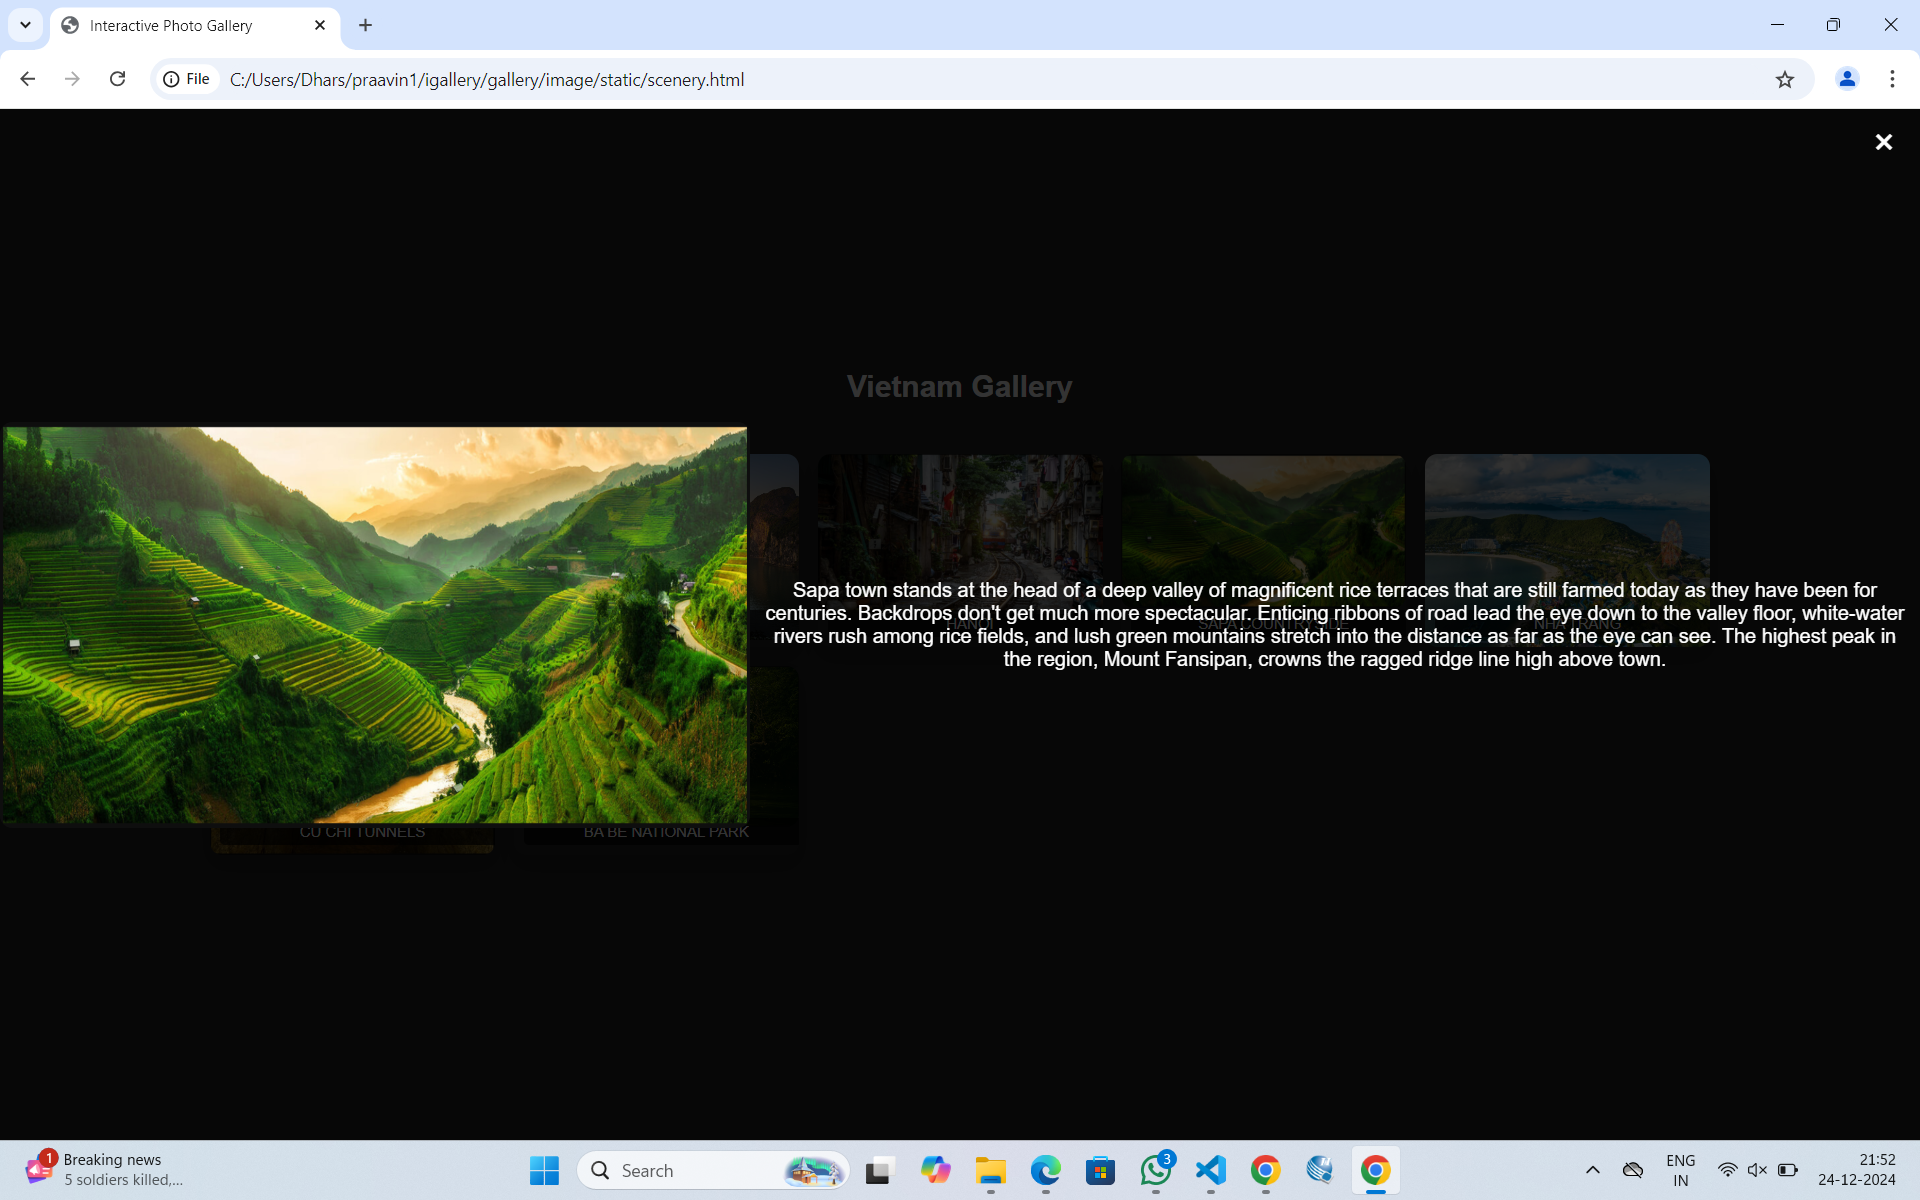 Interactive Photo Gallery
File
C:/Users/Dhars/praavin1/igallery/gallery/image/static/scenery.html
Vietnam Gallery
HANOI
SAPA COUNTRYSIDE
NHA TRANG
Sapa town stands at the head of a deep valley of magnificent rice terraces that are still farmed today as they have been for
centuries. Backdrops don't get much more spectacular. Enticing ribbons of road lead the eye down to the valley floor, white-water
rivers rush among rice fields, and lush green mountains stretch into the distance as far as the eye can see. The highest peak in
the region, Mount Fansipan, crowns the ragged ridge line high above town.
CU CHI TUNNELS
BA BE NATIONAL PARK
1
Breaking news
5 soldiers killed,...
Search
3
ENG
IN
21:52
24-12-2024